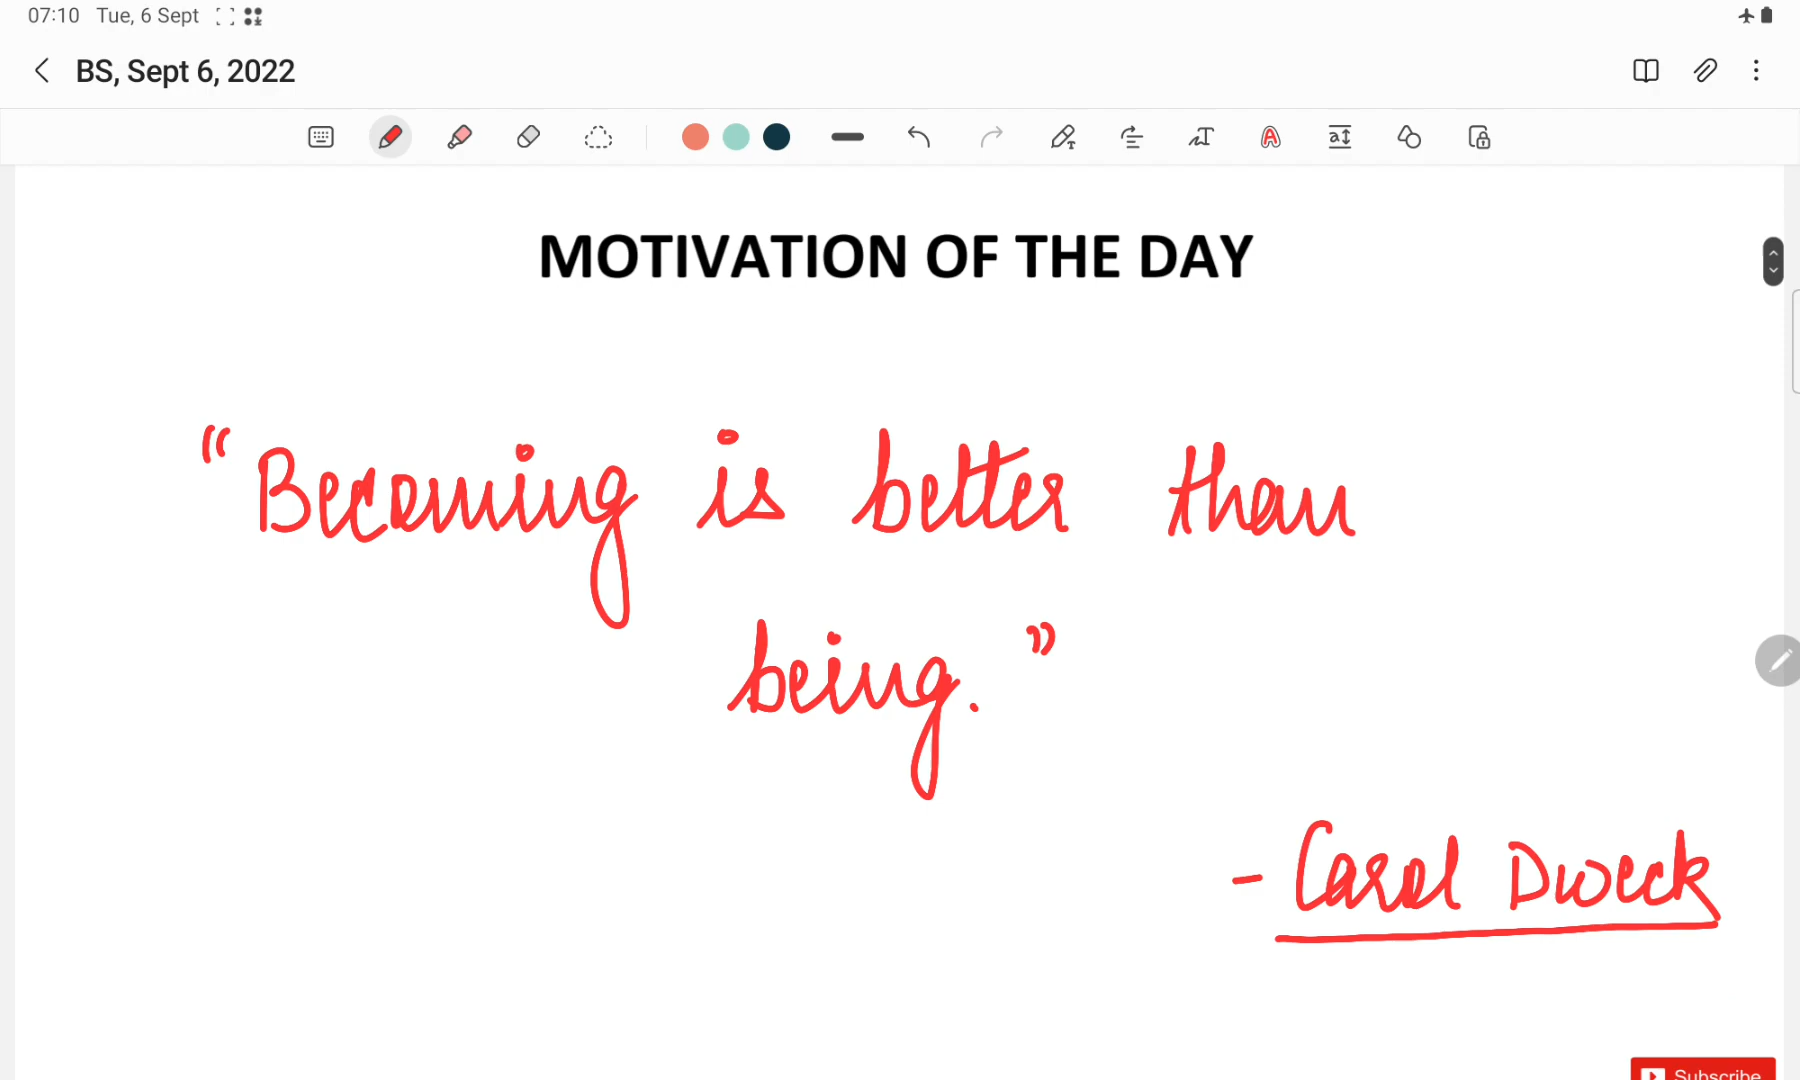 07:10 Tue, 6 Sept
BS, Sept 6, 2022
MOTIVATION OF THE DAY
"Becoming is better than
being."
- Carol Dweck
Subscribe